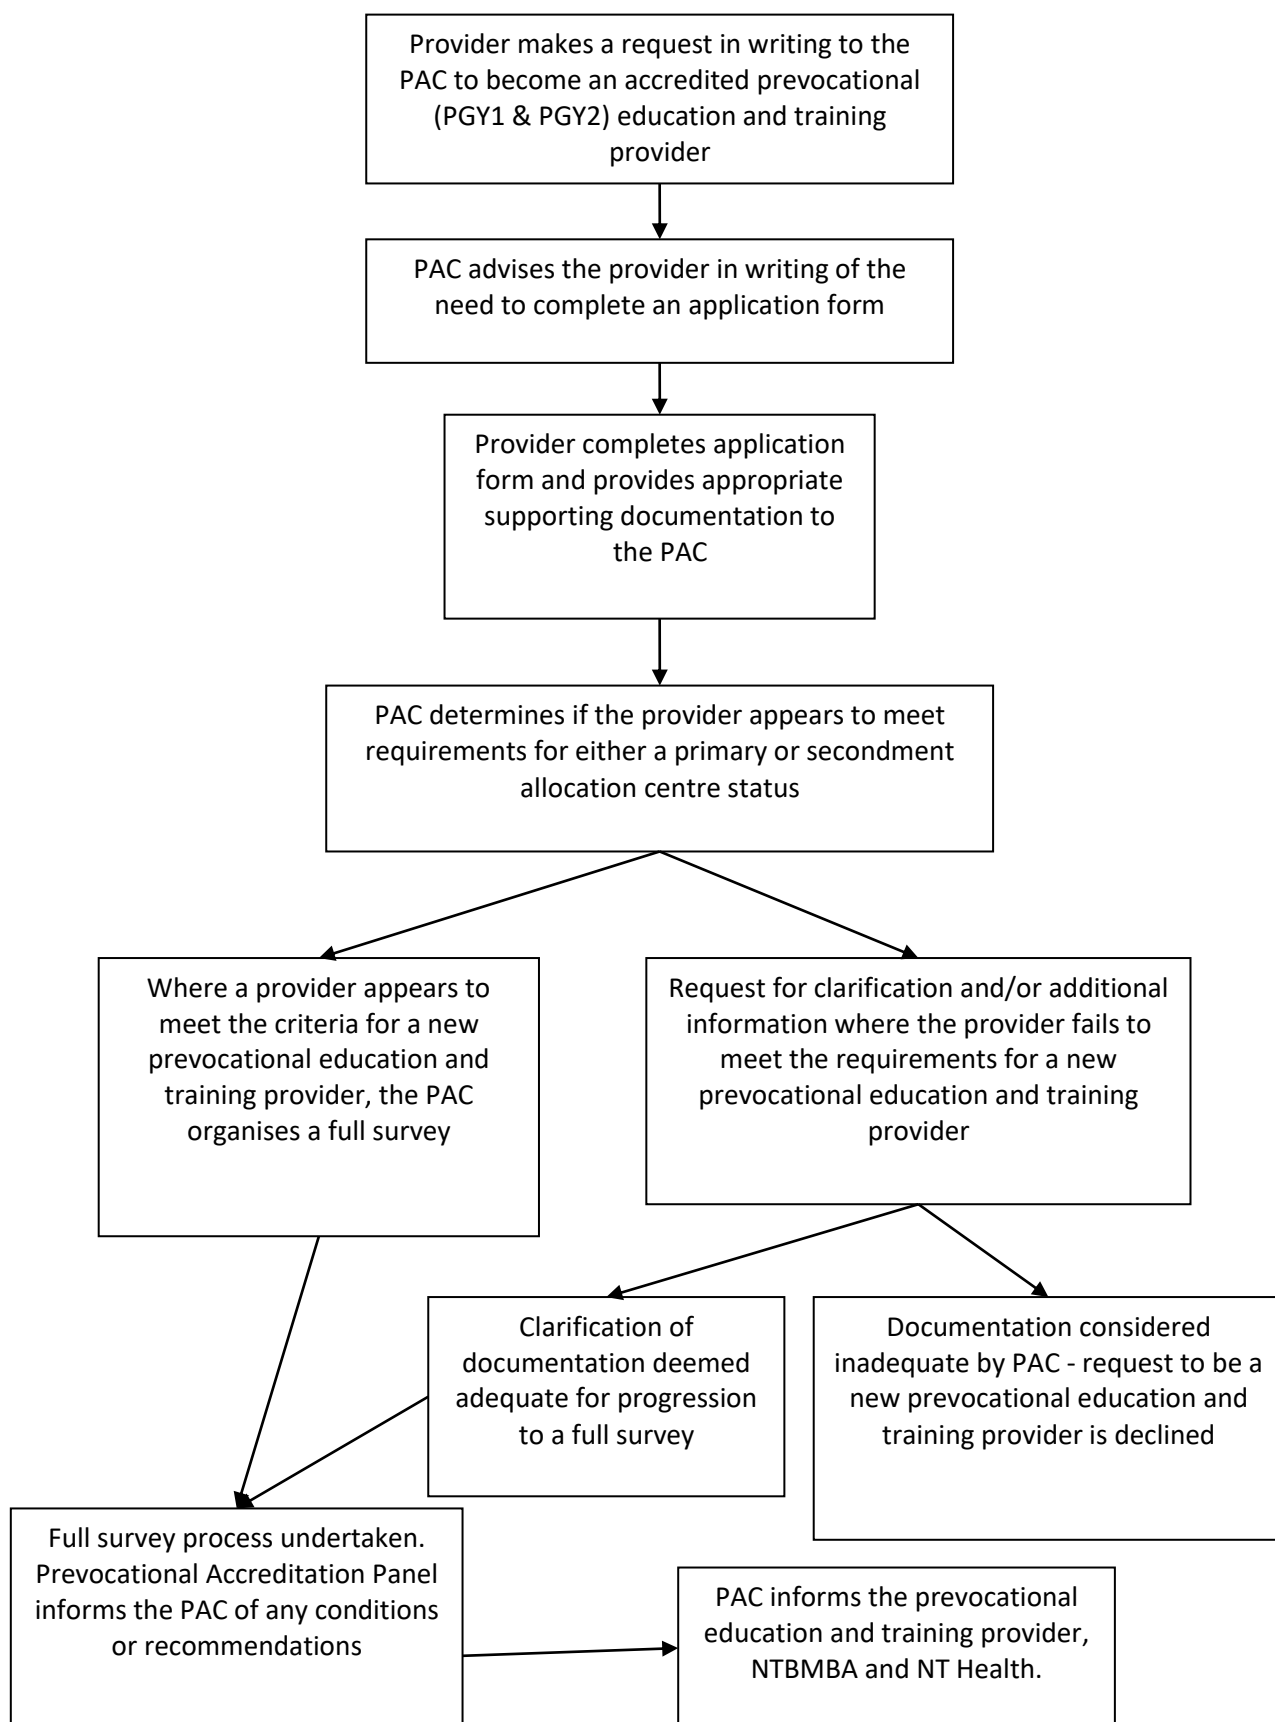 Provider makes a request in writing to the
PAC to become an accredited prevocational
(PGY1 & PGY2) education and training
provider
PAC advises the provider in writing of the
need to complete an application form
Provider completes application
form and provides appropriate
supporting documentation to
the PAC
PAC determines if the provider appears to meet
requirements for either a primary or secondment
allocation centre status
Where a provider appears to
meet the criteria for a new
prevocational education and
training provider, the PAC
organises a full survey
Request for clarification and/or additional
information where the provider fails to
meet the requirements for a new
prevocational education and training
provider
Clarification of
documentation deemed
adequate for progression
to a full survey
Documentation considered
inadequate by PAC - request to be a
new prevocational education and
training provider is declined
Full survey process undertaken.
Prevocational Accreditation Panel
informs the PAC of any conditions
or recommendations
PAC informs the prevocational
education and training provider,
NTBMBA and NT Health.